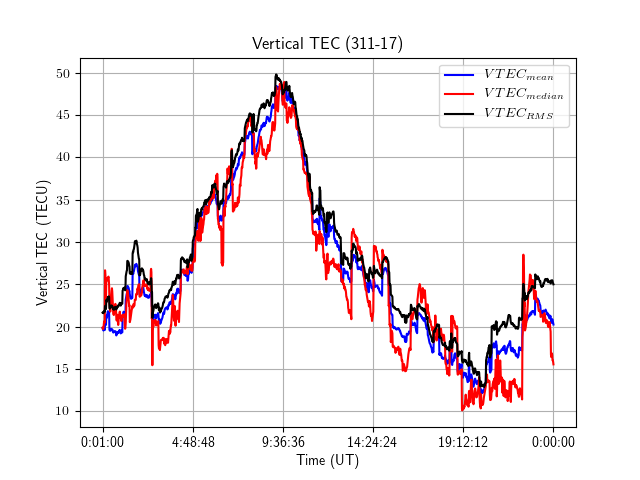 Vertical TEC (311-17)
VTEC_mean
VTEC_median
VTEC_RMS
Vertical TEC (TECU)
50
45
40
35
30
25
20
15
10
0:01:00 4:48:48 9:36:36 14:24:24 19:12:12 0:00:00
Time (UT)